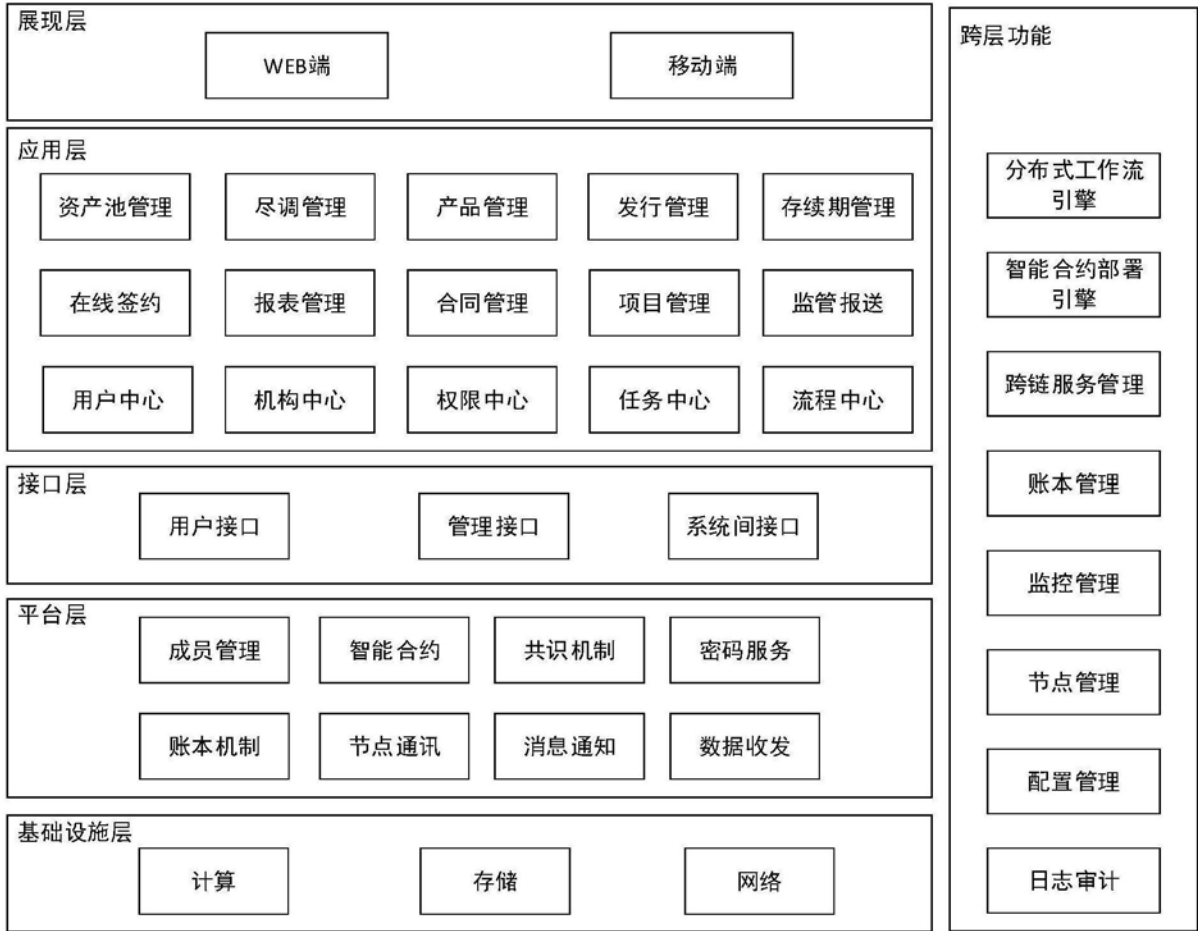 展现层
WEB端
移动端
应用层
资产池管理
尽调管理
产品管理
发行管理
存续期管理
在线签约
报表管理
合同管理
项目管理
监管报送
用户中心
机构中心
权限中心
任务中心
流程中心
接口层
用户接口
管理接口
系统间接口
平台层
成员管理
智能合约
共识机制
密码服务
账本机制
节点通讯
消息通知
数据收发
基础设施层
计算
存储
网络
跨层功能
分布式工作流
引擎
智能合约部署
引擎
跨链服务管理
账本管理
监控管理
节点管理
配置管理
日志审计